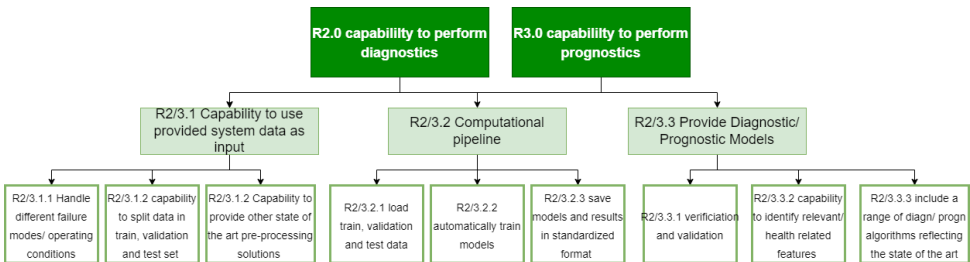 R2.0 capabililty to perform
diagnostics
R3.0 capabililty to perform
prognostics
R2/3.1 Capability to use
provided system data as
input
R2/3.2 Computational
pipeline
R2/3.3 Provide Diagnostic/
Prognostic Models
R2/3.1.1 Handle
different failure
modes/ operating
conditions
R2/3.1.2 capability
to split data in
train, validation
and test set
R2/3.1.2 Capability to
provide other state of
the art pre-processing
solutions
R2/3.2.1 load
train, validation
and test data
R2/3.2.2
automatically train
models
R2/3.2.3 save
models and results
in standardized
format
R2/3.3.1 verificiation
and validation
R3/3.3.2 capability
to identify relevant/
health related
features
R2/3.3.3 include a
range of diagn/ progn
algorithms reflecting
the state of the art